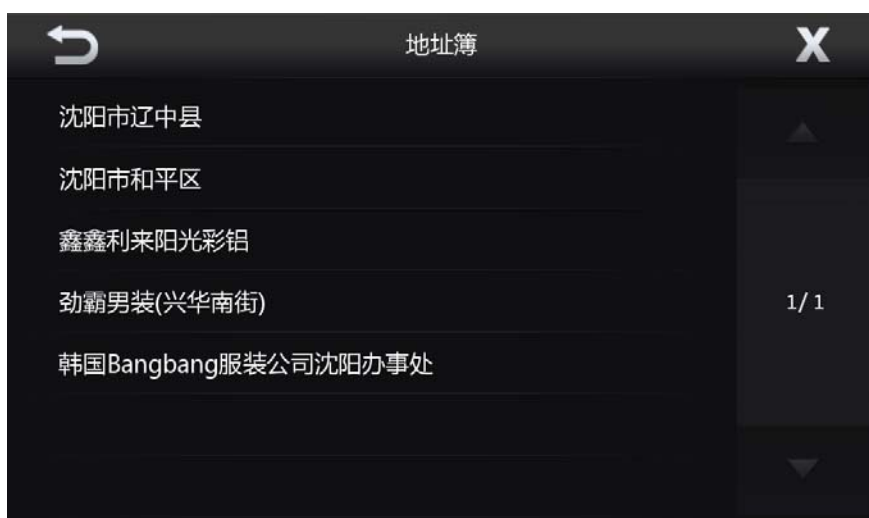 地址簿
X
沈阳市辽中县
沈阳市和平区
鑫鑫利来阳光彩铝
劲霸男装(兴华南街)
1/1
韩国Bangbang服装公司沈阳办事处